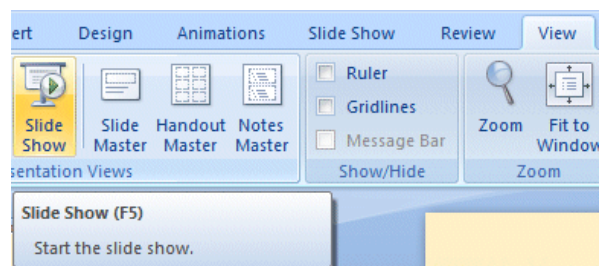 ert Design Animations Slide Show Review View
Ruler
Gridlines
Message Bar
Slide Show
Slide Master
Handout Master
Notes Master
Zoom
Fit to Window
sentation Views
Show/Hide
Zoom
Slide Show (F5)
Start the slide show.